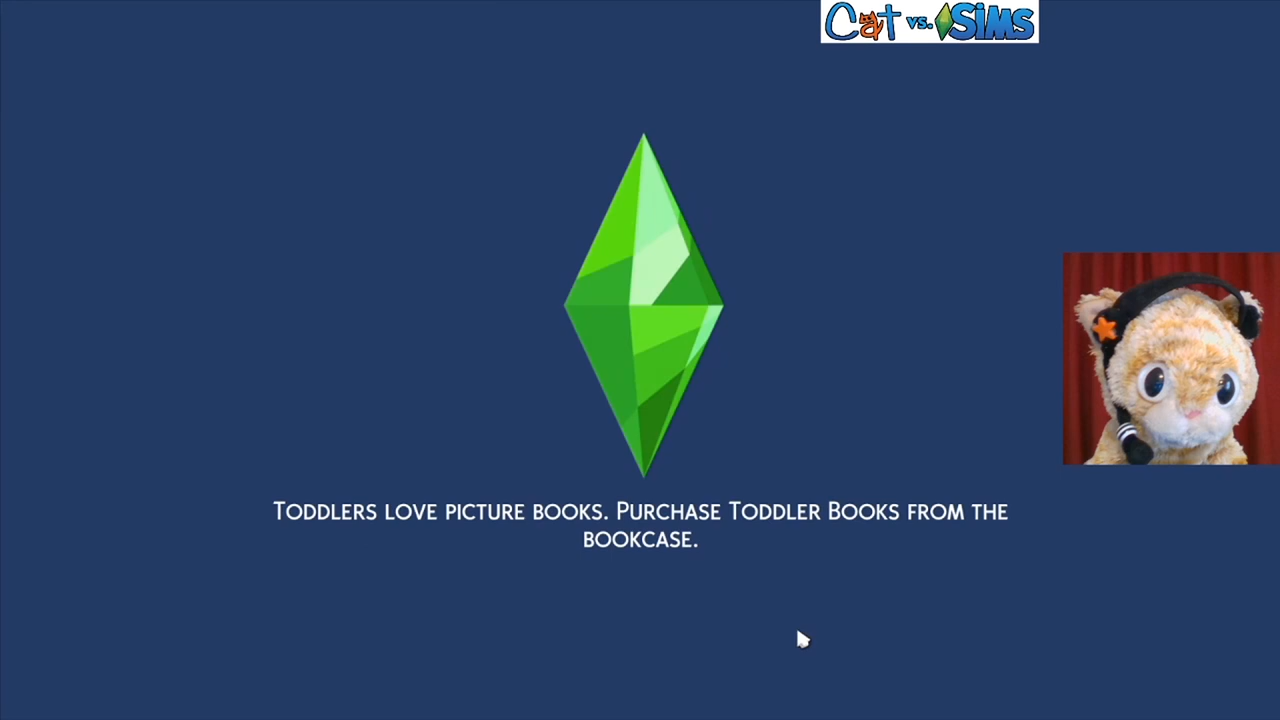 Cat vs. SiMS
TODDLERS LOVE PICTURE BOOKS. PURCHASE TODDLER BOOKS FROM THE
BOOKCASE.